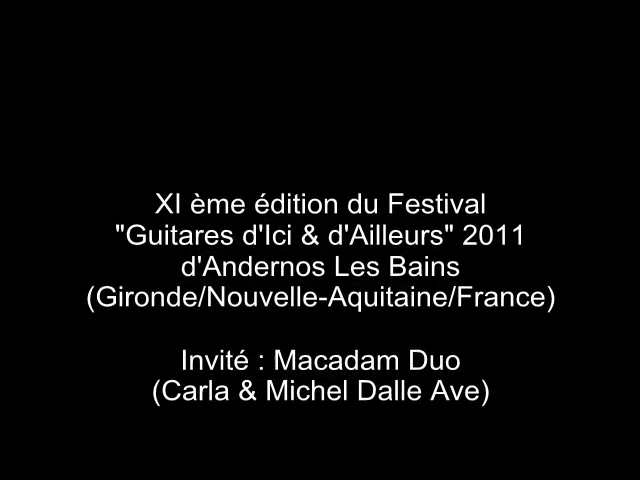 XI ème édition du Festival
"Guitares d'Ici & d'Ailleurs" 2011
d'Andernos Les Bains
(Gironde/Nouvelle-Aquitaine/France)
Invité : Macadam Duo
(Carla & Michel Dalle Ave)